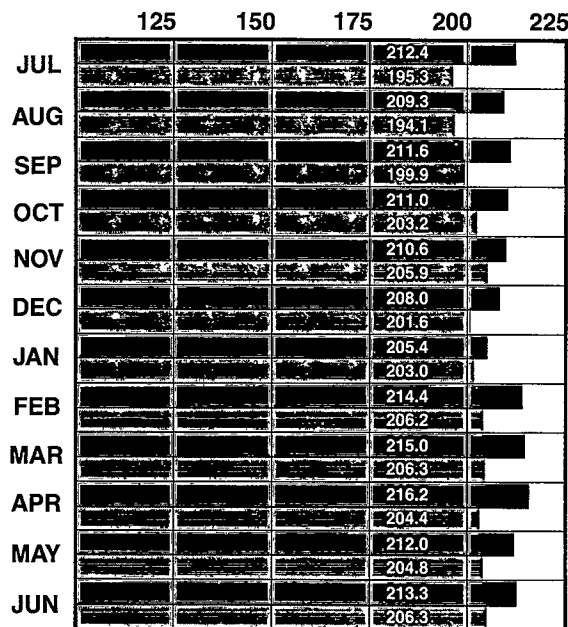 125 150 175 200 225
JUL 212.4
195.3
AUG 209.3
194.1
SEP 211.6
199.9
OCT 211.0
203.2
NOV 210.6
205.9
DEC 208.0
201.6
JAN 205.4
203.0
FEB 214.4
206.2
MAR 215.0
206.3
APR 216.2
204.4
MAY 212.0
204.8
JUN 213.3
206.3